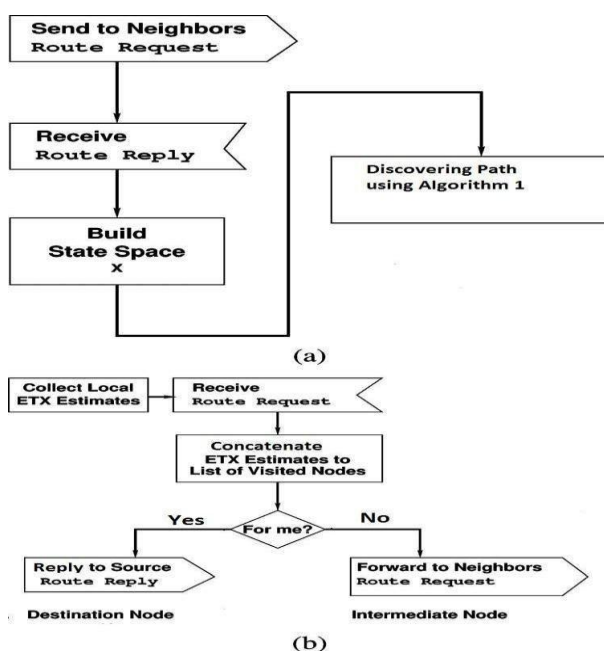 Send to Neighbors
Route Request
Receive
Route Reply
Build
State Space
x
Discovering Path
using Algorithm 1
(a)
Collect Local
ETX Estimates
Receive
Route Request
Concatenate
ETX Estimates to
List of Visited Nodes
For me?
Yes
No
Reply to Source
Route Reply
Forward to Neighbors
Route Request
Destination Node
Intermediate Node
(b)